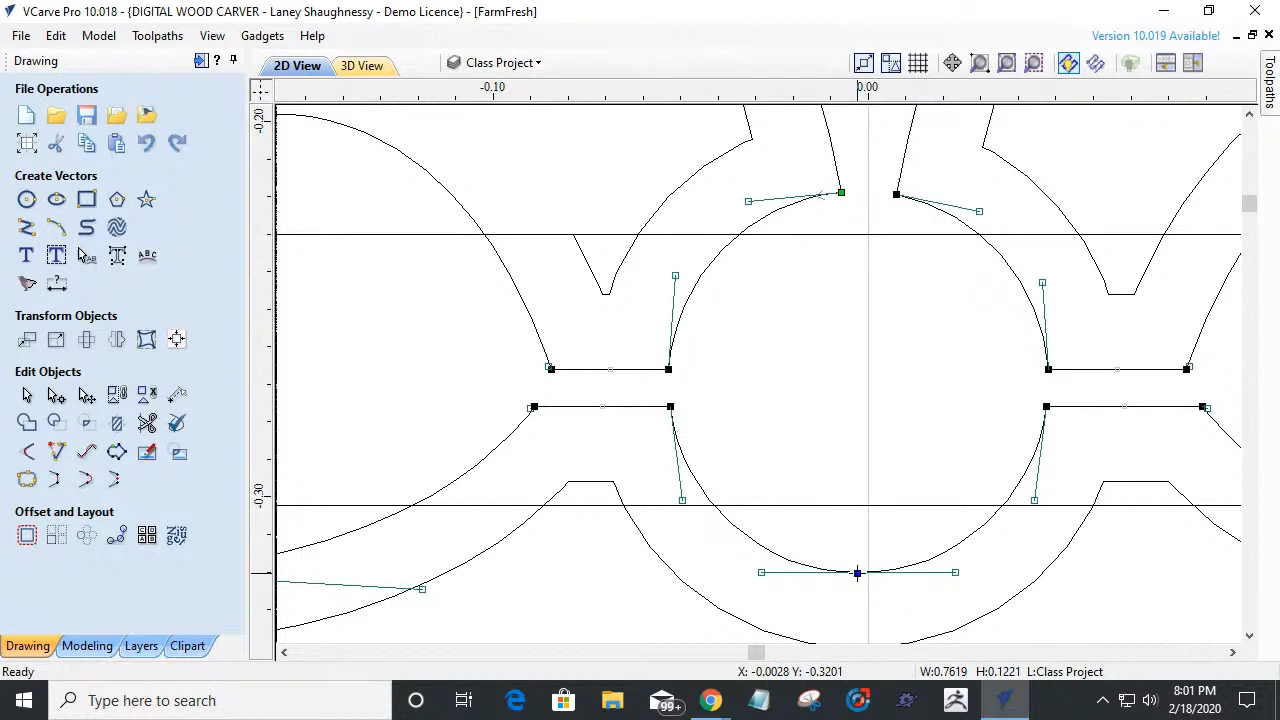 VCarve Pro 10.018 - {DIGITAL WOOD CARVER - Laney Shaughnessy - Demo Licence} - [FarmFresh]
File Edit Model Toolpaths View Gadgets Help
Version 10.019 Available!
Drawing
2D View
3D View
Class Project
Toolpaths
File Operations
-0.10
0.00
-0.20
-0.30
Create Vectors
Transform Objects
Edit Objects
Offset and Layout
Drawing
Modeling
Layers
Clipart
Ready
X: -0.0028 Y: -0.3201
W:0.7619 H:0.1221 L:Class Project
Type here to search
99+
8:01 PM
2/18/2020